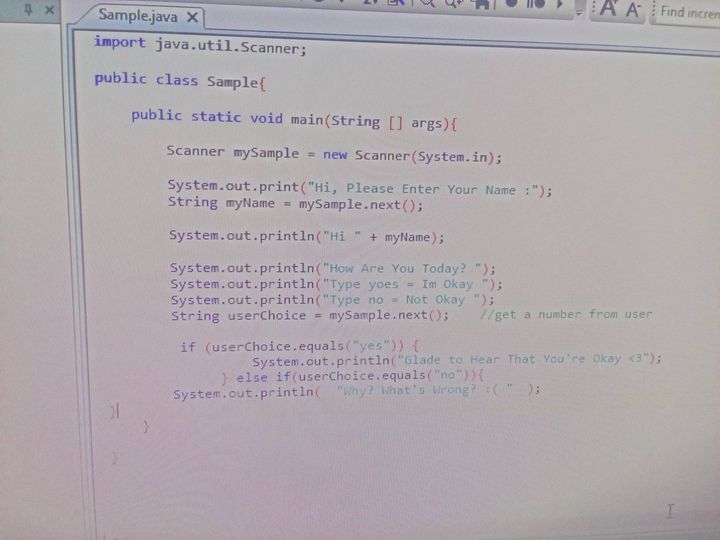 Sample.java
Find incre
import java.util.Scanner;
public class Sample{
public static void main(String [] args){
Scanner mySample = new Scanner(System.in);
System.out.print("Hi, Please Enter Your Name :");
String myName = mySample.next();
System.out.println("Hi " + myName);
System.out.println("How Are You Today? ");
System.out.println("Type yoes = Im Okay ");
System.out.println("Type no = Not Okay ");
String userChoice = mySample.next(); //get a number from user
if (userChoice.equals("yes")) {
System.out.println("Glade to Hear That You're Okay <3");
} else if(userChoice.equals("no")){
System.out.println( "Why? What's Wrong? :( " );
}
}
}